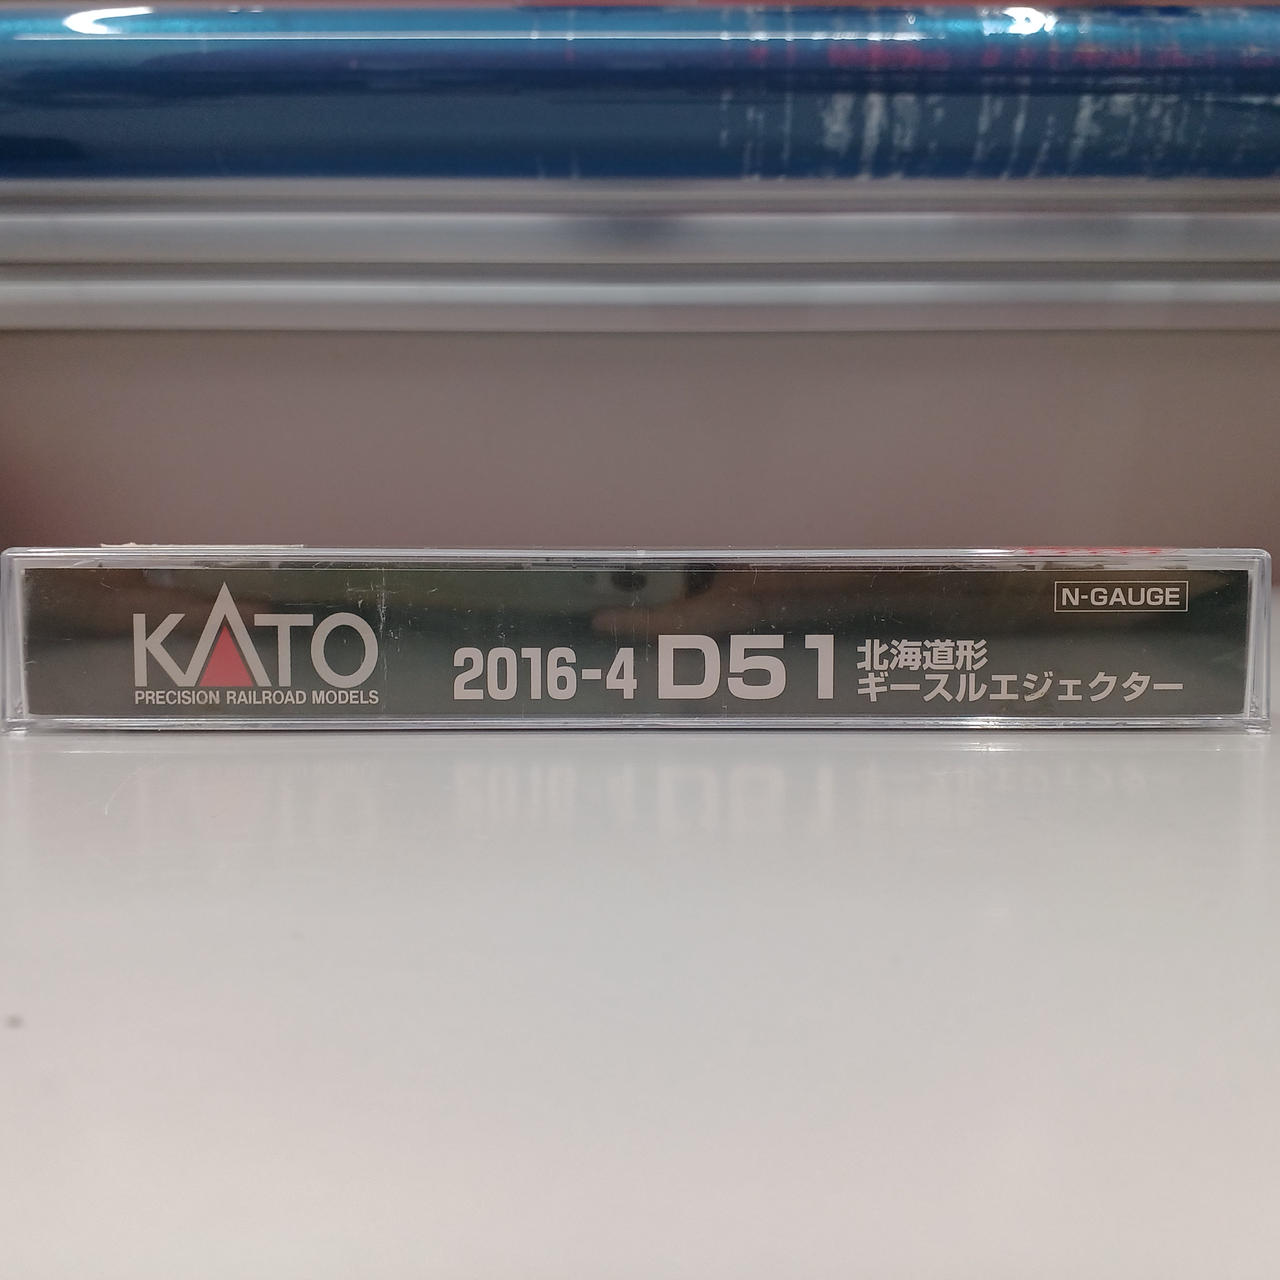 KATO
PRECISION RAILROAD MODELS
2016-4 D51 北海道形
ギースルエジェクター
N-GAUGE